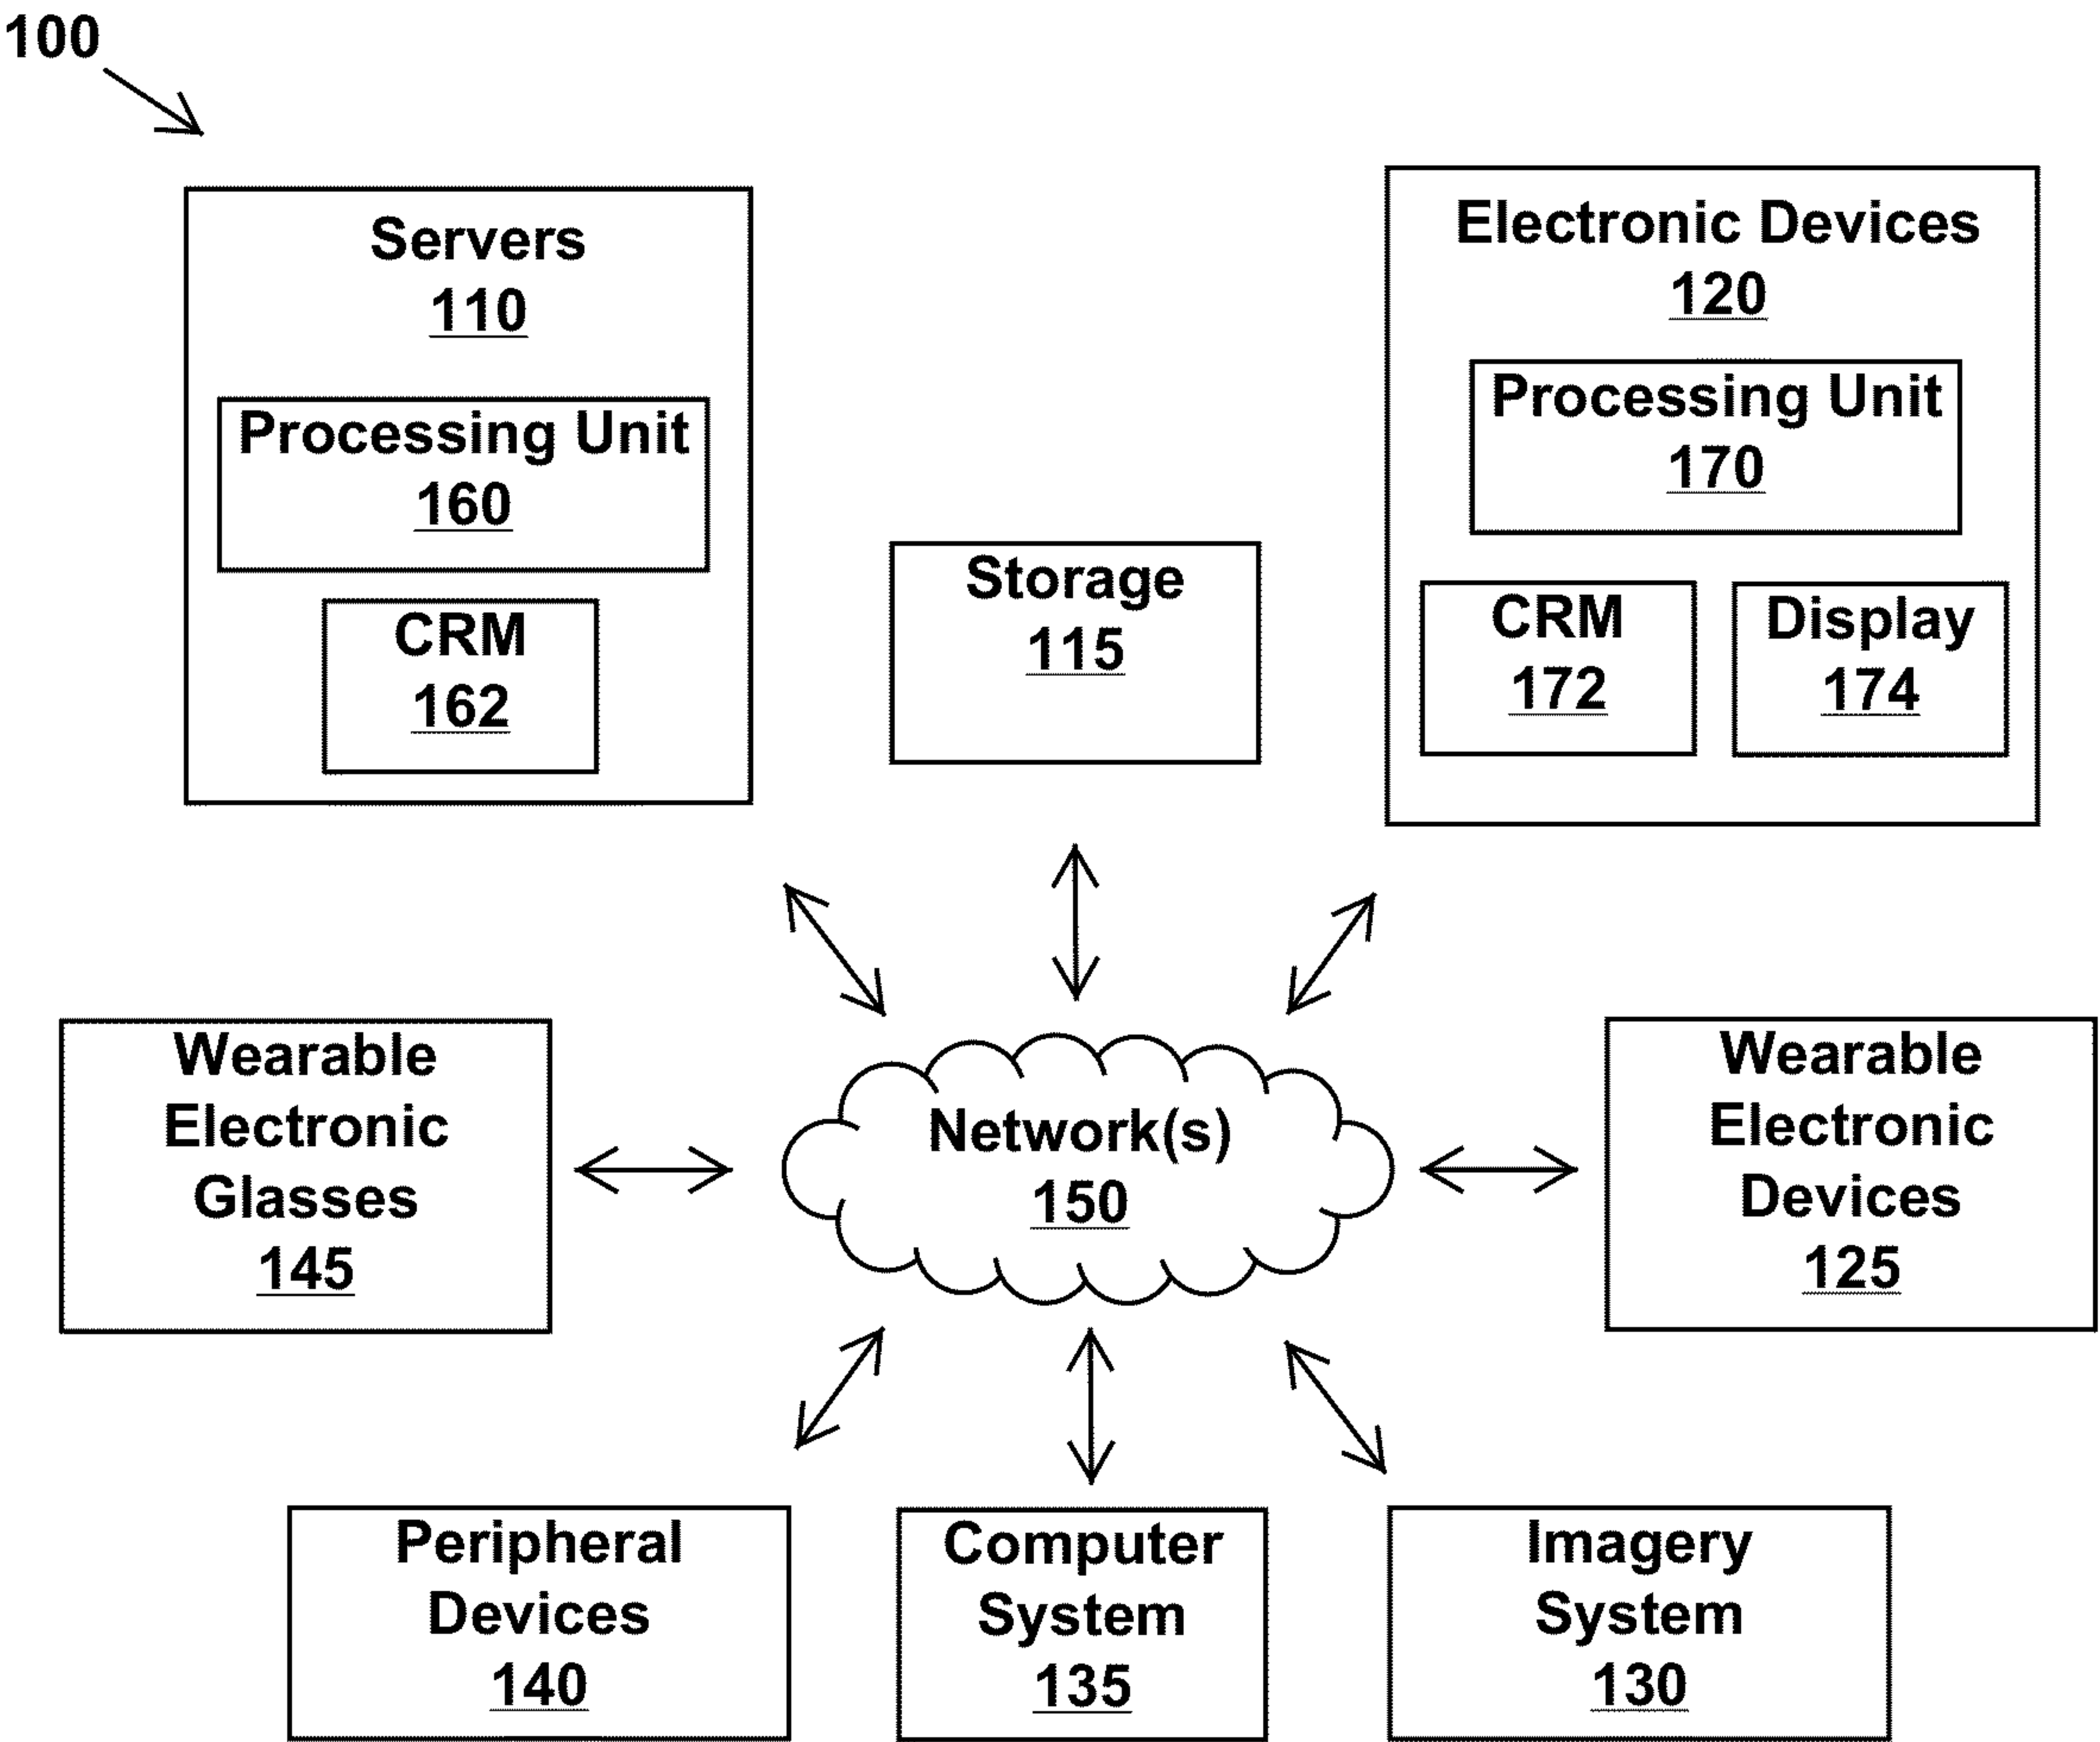 100
Servers
110
Processing Unit
160
CRM
162
Storage
115
Electronic Devices
120
Processing Unit
170
CRM
172
Display
174
Wearable
Electronic
Glasses
145
Network(s)
150
Wearable
Electronic
Devices
125
Peripheral
Devices
140
Computer
System
135
Imagery
System
130